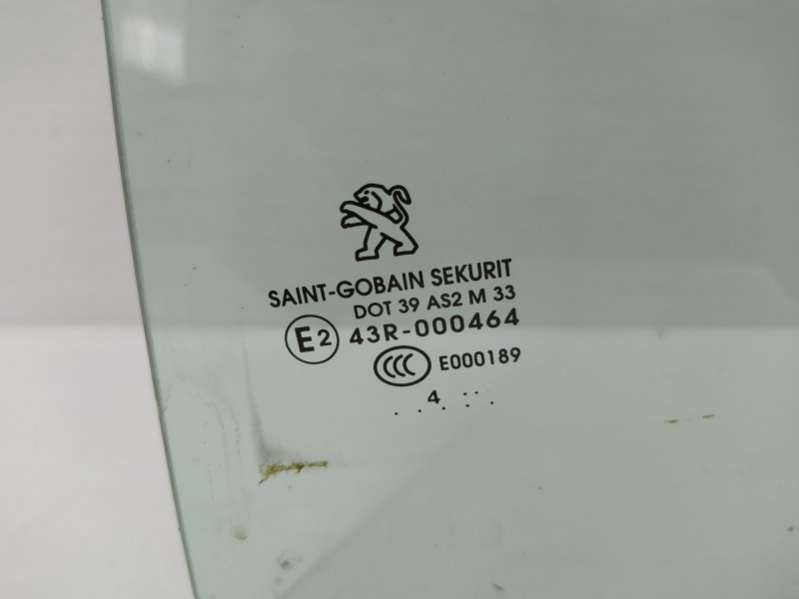 SAINT-GOBAIN SEKURIT
DOT 39 AS2 M 33
E2 43R-000464
CCC E000189
. . 4 . :: .